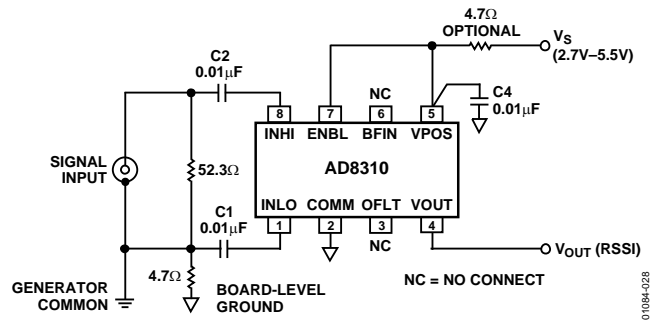 4.7Ω
OPTIONAL
VS
(2.7V–5.5V)
C2
0.01μF
NC
C4
0.01μF
8
7
6
5
INHI
ENBL
BFIN
VPOS
SIGNAL
INPUT
52.3Ω
AD8310
C1
0.01μF
INLO
COMM
OFLT
VOUT
1
2
3
4
NC
VOUT (RSSI)
4.7Ω
GENERATOR
COMMON
BOARD-LEVEL
GROUND
NC = NO CONNECT
01084-028